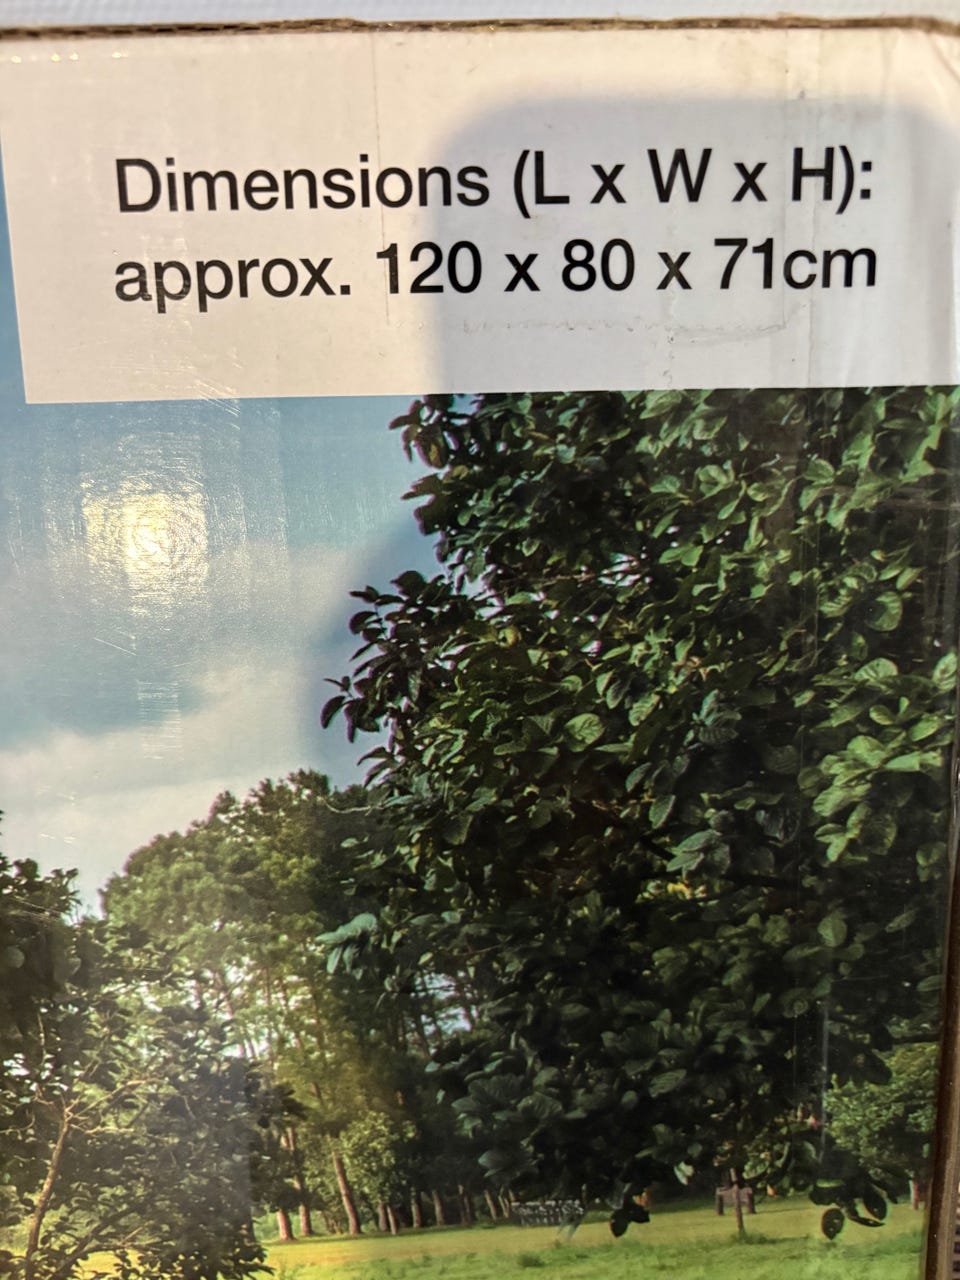 Dimensions (L x W x H):
approx. 120 x 80 x 71cm